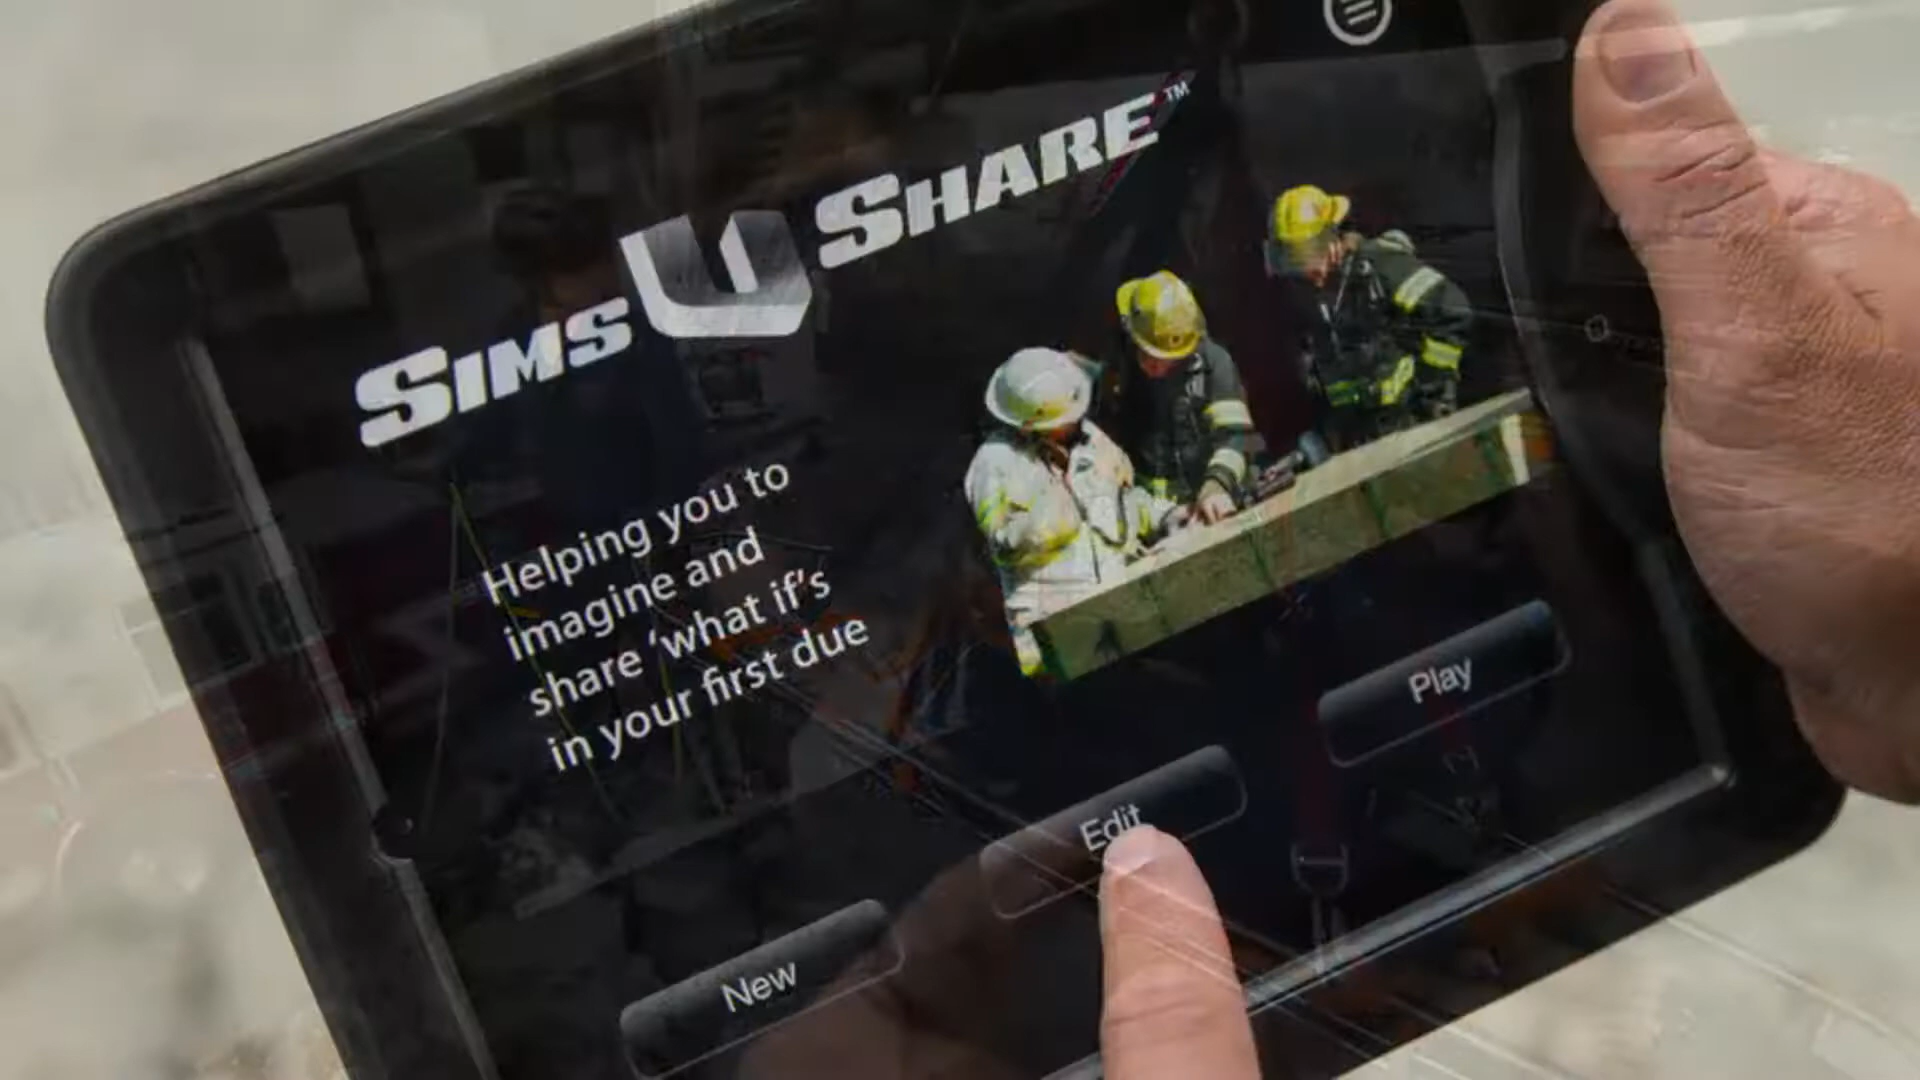 SIMS U SHARE™
Helping you to
imagine and
share ‘what if’s
in your first due
Play
Edit
New